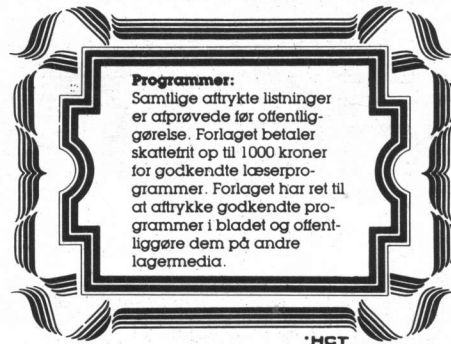 Programmer:
Samtlige aftrykte listninger
er afprøvede før offentlig-
gørelse. Forlaget betaler
skattefrit op til 1000 kroner
for godkendte læserpro-
grammer. Forlaget har ret til
at aftrykke godkendte pro-
grammer i bladet og offent-
liggøre dem på andre
lagermedia.
*HCT